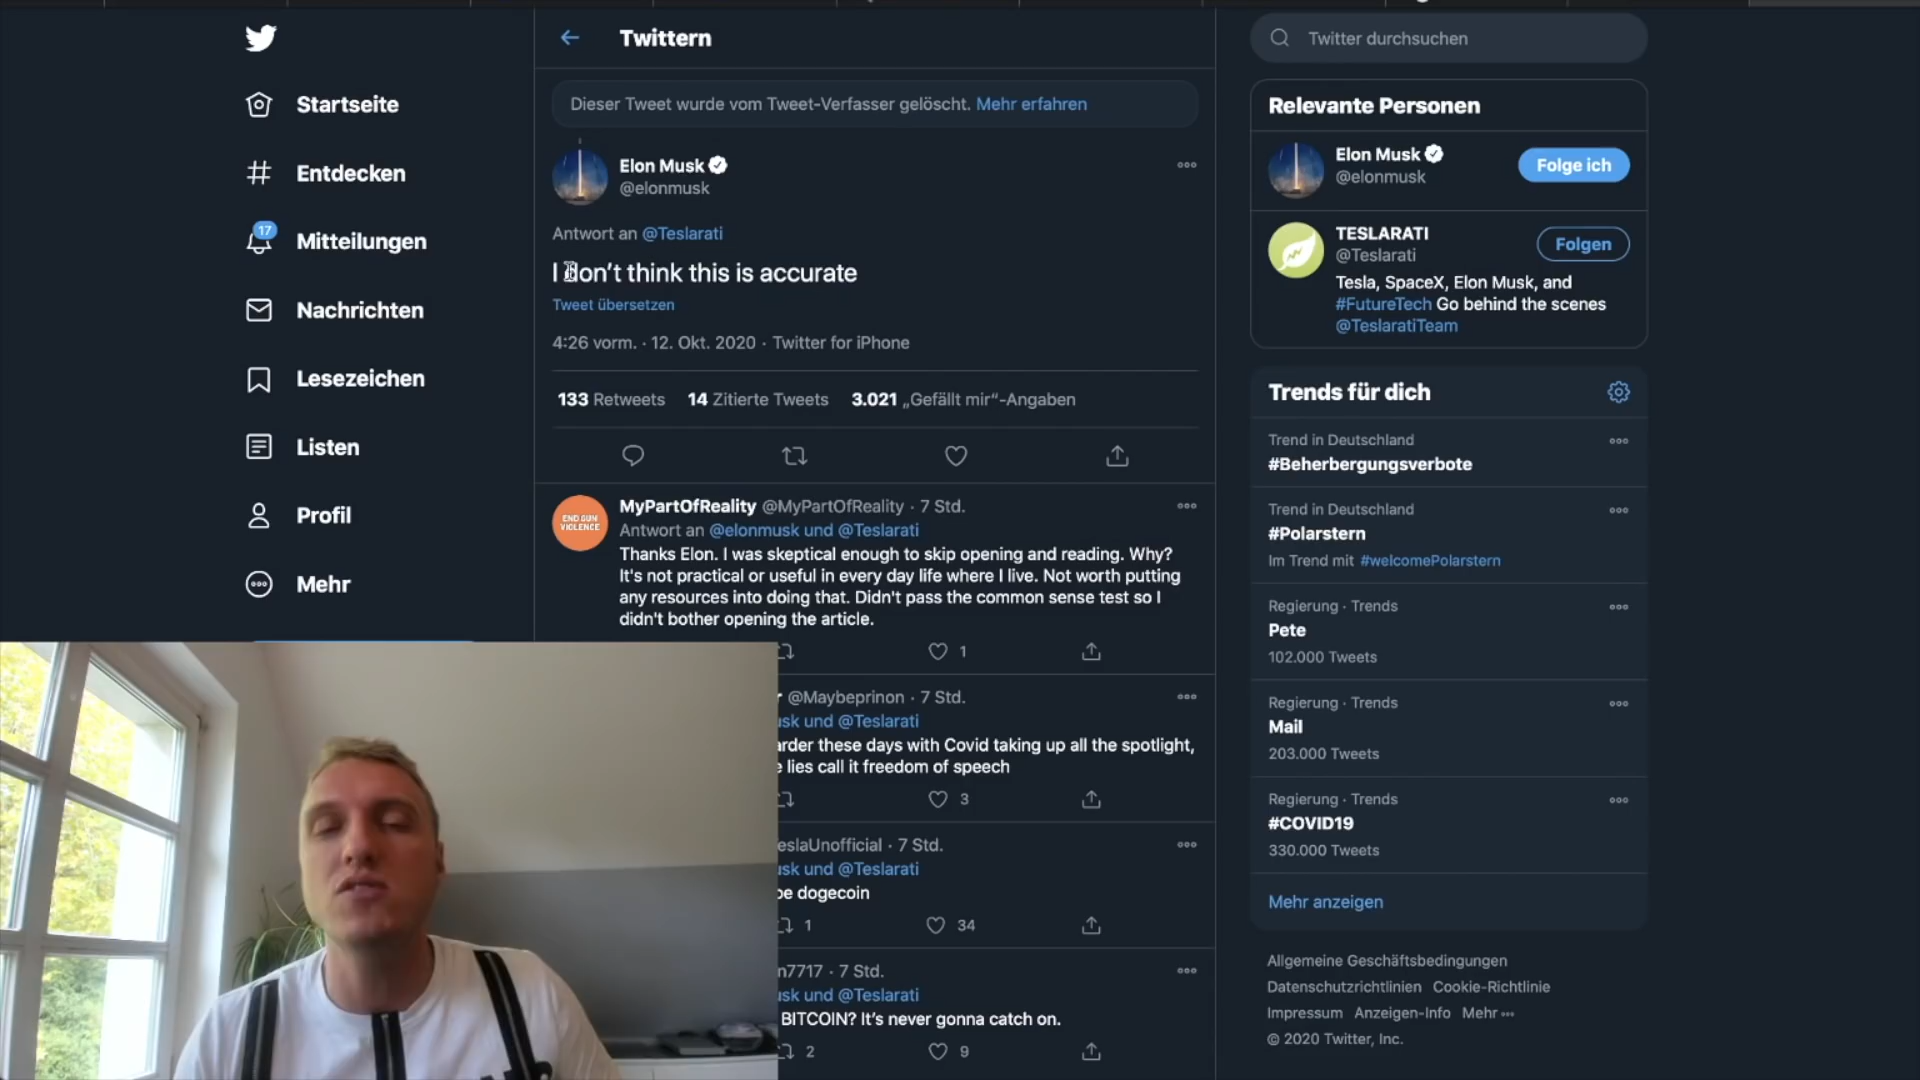 Startseite
Entdecken
17
Mitteilungen
Nachrichten
Lesezeichen
Listen
Profil
Mehr
Twittern
Dieser Tweet wurde vom Tweet-Verfasser gelöscht. Mehr erfahren
Elon Musk
@elonmusk
Antwort an @Teslarati
I don't think this is accurate
Tweet übersetzen
4:26 vorm. · 12. Okt. 2020 · Twitter for iPhone
133 Retweets 14 Zitierte Tweets 3.021 „Gefällt mir“-Angaben
END GUN
VIOLENCE
MyPartOfReality @MyPartOfReality · 7 Std.
Antwort an @elonmusk und @Teslarati
Thanks Elon. I was skeptical enough to skip opening and reading. Why?
It's not practical or useful in every day life where I live. Not worth putting
any resources into doing that. Didn't pass the common sense test so I
didn't bother opening the article.
1
@Maybeprinon · 7 Std.
und @Teslarati
these days with Covid taking up all the spotlight,
lies call it freedom of speech
3
· 7 Std.
und @Teslarati
dogecoin
1 34
· 7 Std.
und @Teslarati
BITCOIN? It's never gonna catch on.
2 9
Twitter durchsuchen
Relevante Personen
Elon Musk
@elonmusk
Folge ich
TESLARATI
@Teslarati
Folgen
Tesla, SpaceX, Elon Musk, and
#FutureTech Go behind the scenes
@TeslaratiTeam
Trends für dich
Trend in Deutschland
#Beherbergungsverbote
Trend in Deutschland
#Polarstern
Im Trend mit #welcomePolarstern
Regierung · Trends
Pete
102.000 Tweets
Regierung · Trends
Mail
203.000 Tweets
Regierung · Trends
#COVID19
330.000 Tweets
Mehr anzeigen
Allgemeine Geschäftsbedingungen
Datenschutzrichtlinien Cookie-Richtlinie
Impressum Anzeigen-Info Mehr
© 2020 Twitter, Inc.